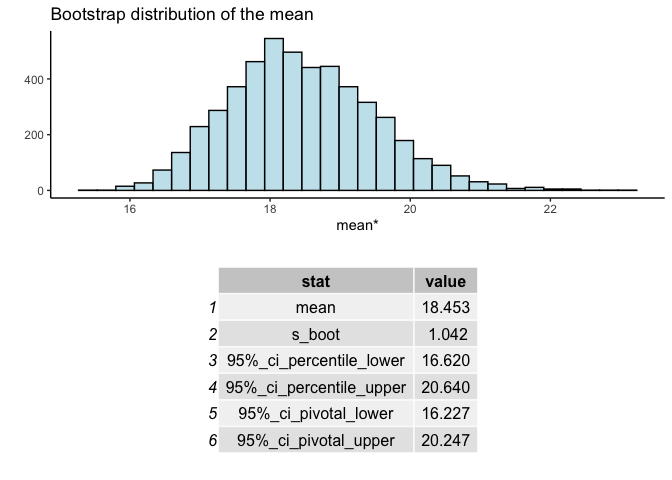 Bootstrap distribution of the mean
400
200
0
16 18 20 22
mean*
stat value
1 mean 18.453
2 s_boot 1.042
3 95%_ci_percentile_lower 16.620
4 95%_ci_percentile_upper 20.640
5 95%_ci_pivotal_lower 16.227
6 95%_ci_pivotal_upper 20.247